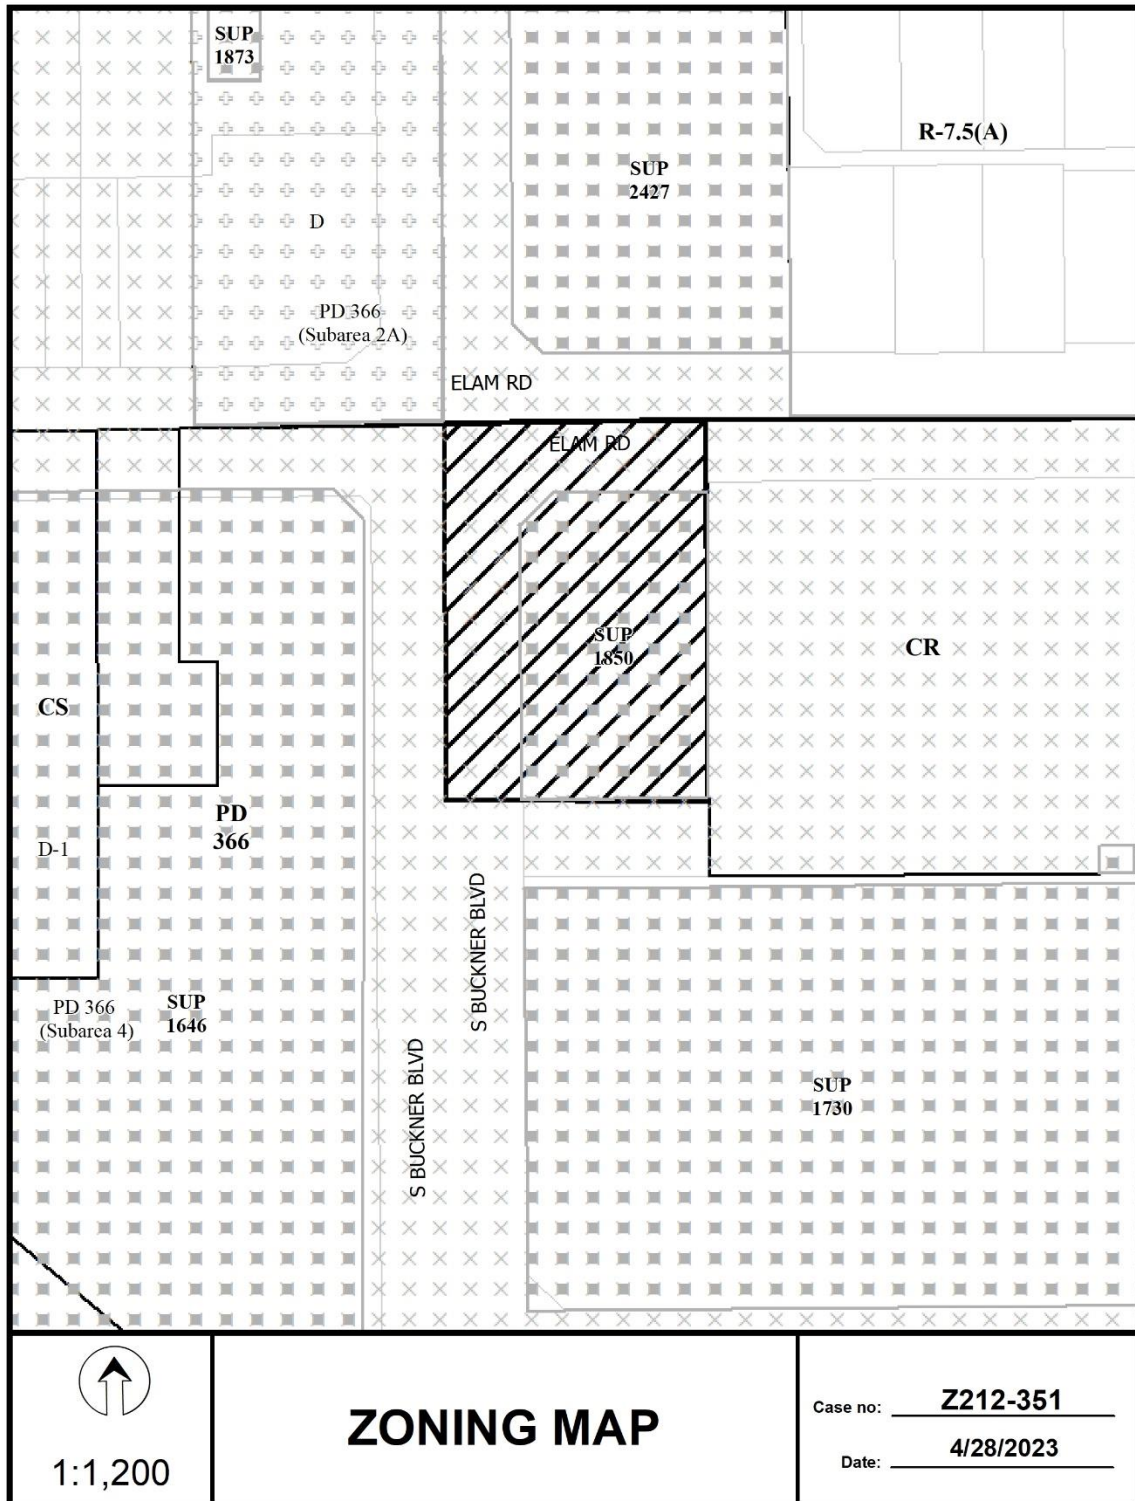 SUP
1873
R-7.5(A)
SUP
2427
D
PD 366
(Subarea 2A)
ELAM RD
ELAM RD
SUP
1850
CR
CS
PD
366
D-1
S BUCKNER BLVD
PD 366
(Subarea 4)
SUP
1646
S BUCKNER BLVD
SUP
1730
1:1,200
ZONING MAP
Case no: Z212-351
Date: 4/28/2023